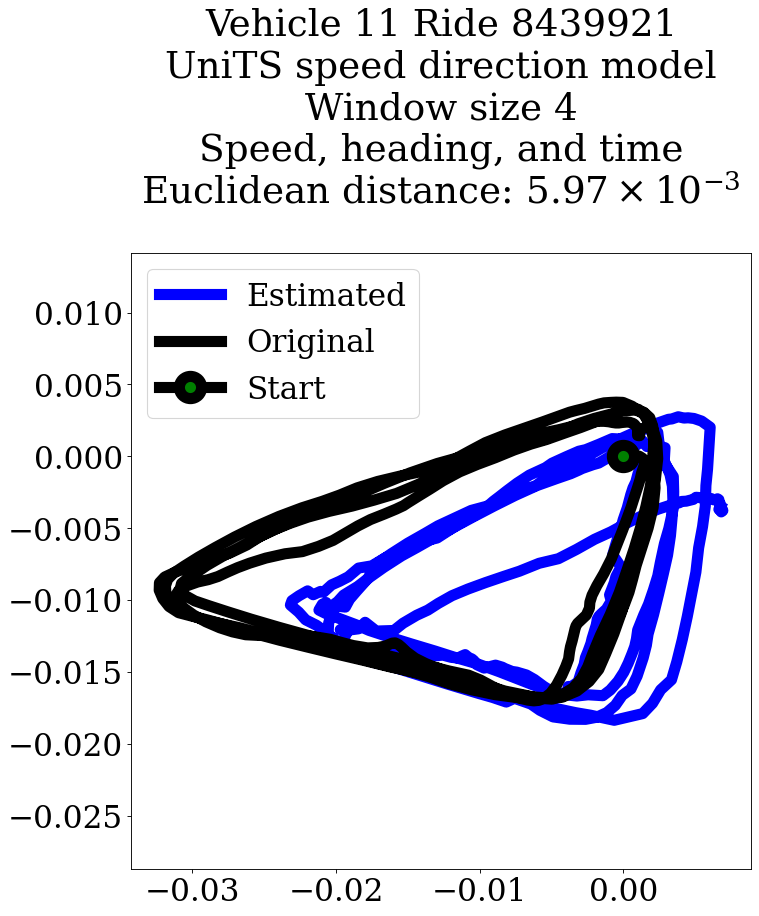 Vehicle 11 Ride 8439921
UniTS speed direction model
Window size 4
Speed, heading, and time
Euclidean distance: 5.97 × 10⁻³
Estimated
Original
Start
0.010
0.005
0.000
−0.005
−0.010
−0.015
−0.020
−0.025
−0.03 −0.02 −0.01 0.00